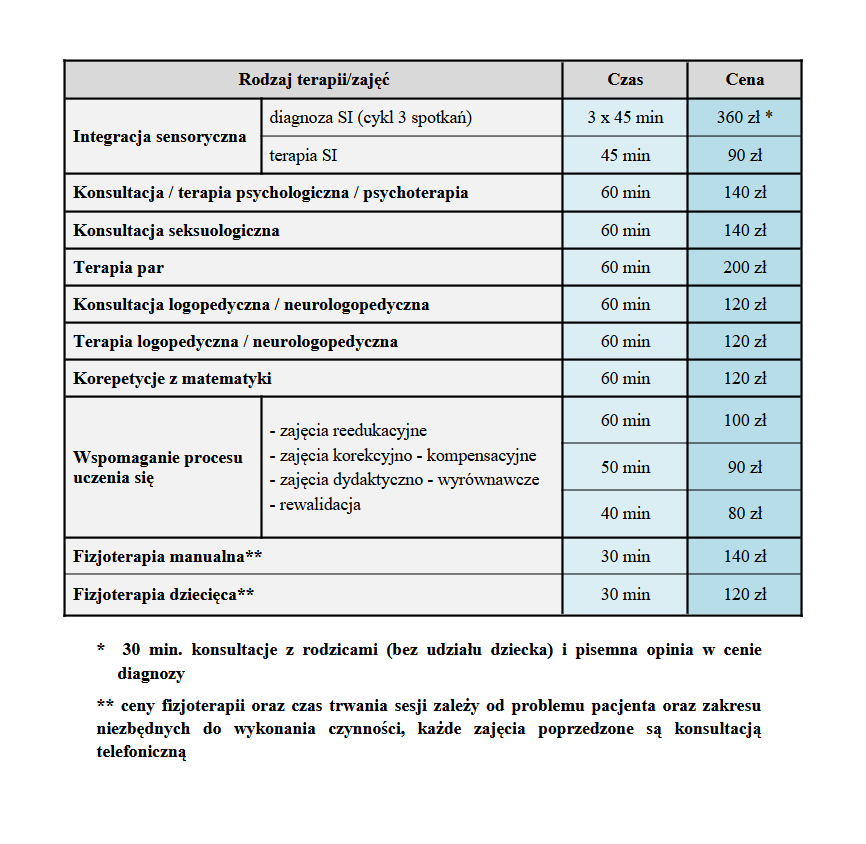 Rodzaj terapii/zajęć Czas Cena
Integracja sensoryczna
diagnoza SI (cykl 3 spotkań) 3 x 45 min 360 zł *
terapia SI 45 min 90 zł
Konsultacja / terapia psychologiczna / psychoterapia 60 min 140 zł
Konsultacja seksuologiczna 60 min 140 zł
Terapia par 60 min 200 zł
Konsultacja logopedyczna / neurologopedyczna 60 min 120 zł
Terapia logopedyczna / neurologopedyczna 60 min 120 zł
Korepetycje z matematyki 60 min 120 zł
Wspomaganie procesu
uczenia się
- zajęcia reedukacyjne
- zajęcia korekcyjno - kompensacyjne
- zajęcia dydaktyczno - wyrównawcze
- rewalidacja
60 min 100 zł
50 min 90 zł
40 min 80 zł
Fizjoterapia manualna** 30 min 140 zł
Fizjoterapia dziecięca** 30 min 120 zł
* 30 min. konsultacje z rodzicami (bez udziału dziecka) i pisemna opinia w cenie
diagnozy
** ceny fizjoterapii oraz czas trwania sesji zależy od problemu pacjenta oraz zakresu
niezbędnych do wykonania czynności, każde zajęcia poprzedzone są konsultacją
telefoniczną